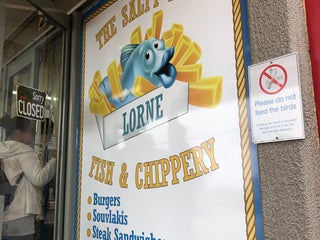 THE SALTY
LORNE
FISH & CHIPPERY
• Burgers
• Souvlakis
• Steak Sandwiches
Sorry
CLOSED
Please do not
feed the birds